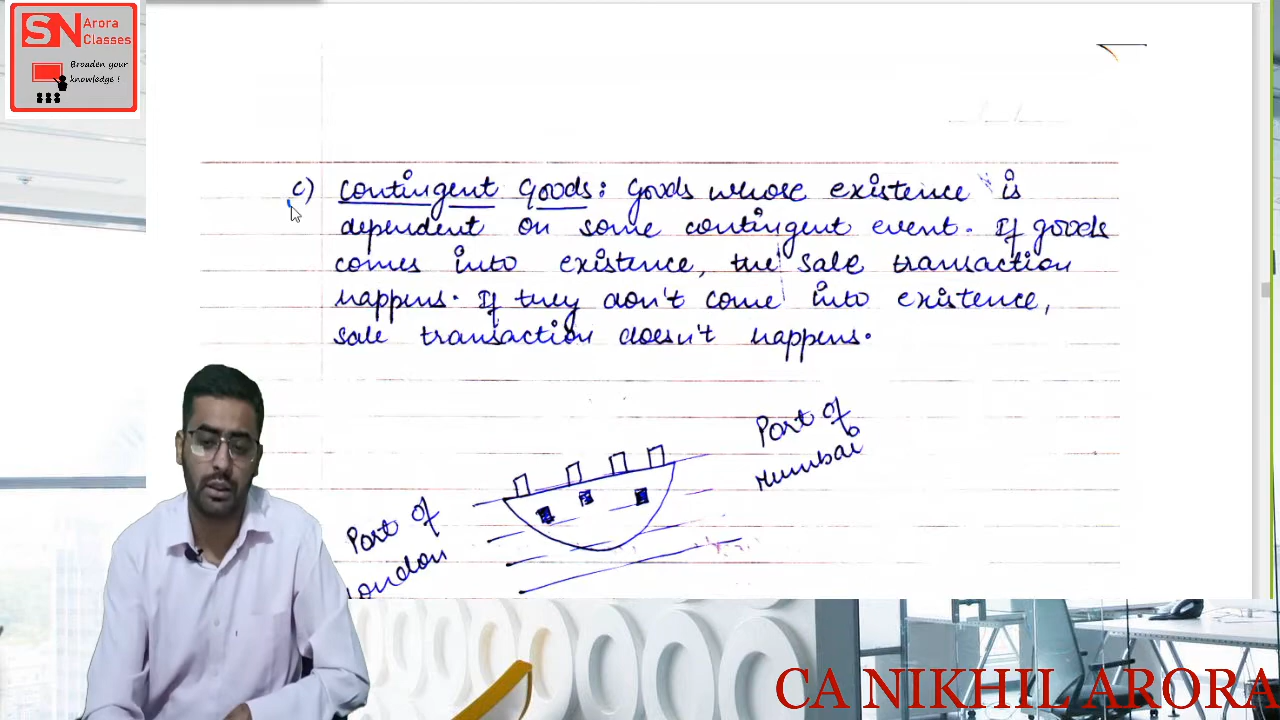 SN
Arora
Classes
Broaden your
knowledge !
c) Contingent Goods: Goods whose existence is
dependent on some contingent event. If goods
comes into existence, the sale transaction
happens. If they don't come into existence,
sale transaction doesn't happens.
Port of
Mumbai
Port of
London
CA NIKHIL ARORA